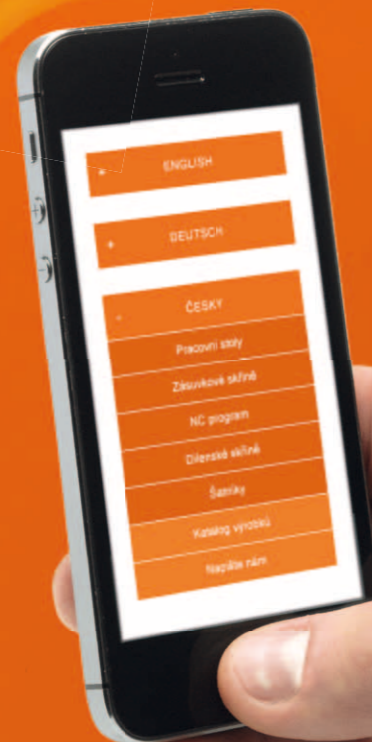 + ENGLISH
+ DEUTSCH
- ČESKY
Pracovní stoly
Zásuvkové skříně
NC program
Dílenské skříně
Šatníky
Katalog výrobků
Napište nám